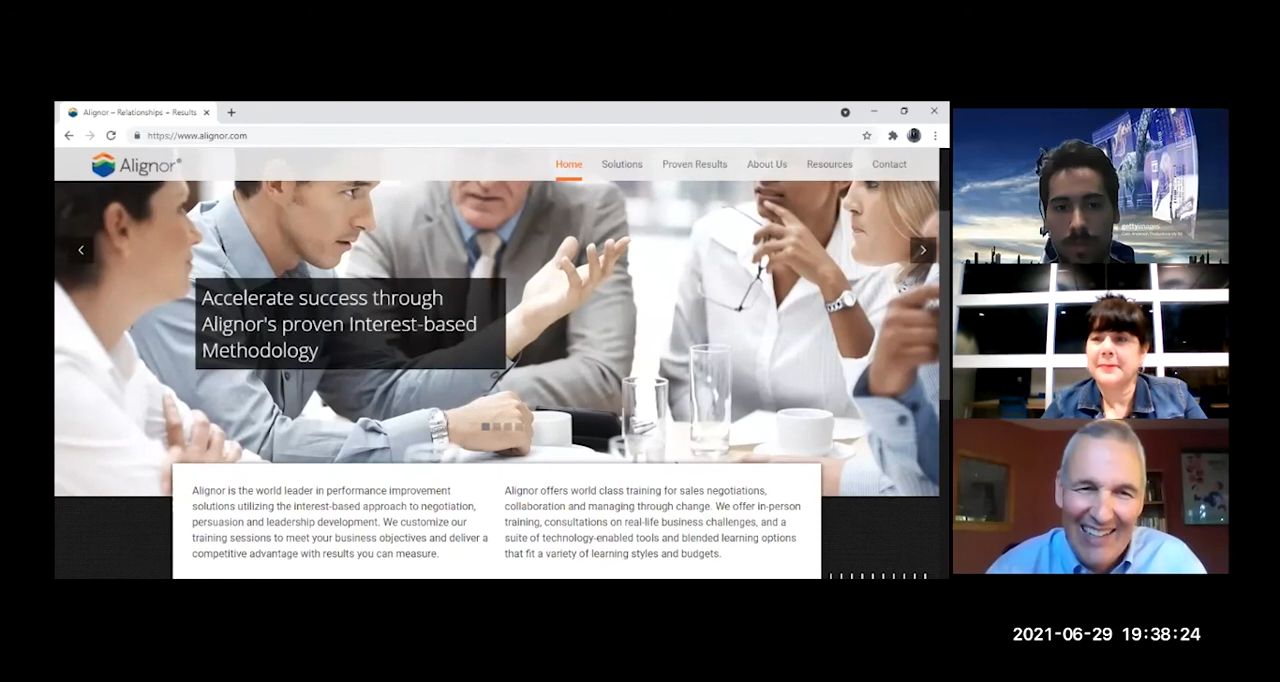 Alignor – Relationships + Results
https://www.alignor.com
Alignor®
Home Solutions Proven Results About Us Resources Contact
Accelerate success through
Alignor's proven Interest-based
Methodology
Alignor is the world leader in performance improvement
solutions utilizing the interest-based approach to negotiation,
persuasion and leadership development. We customize our
training sessions to meet your business objectives and deliver a
competitive advantage with results you can measure.
Alignor offers world class training for sales negotiations,
collaboration and managing through change. We offer in-person
training, consultations on real-life business challenges, and a
suite of technology-enabled tools and blended learning options
that fit a variety of learning styles and budgets.
gettyimages
2021-06-29 19:38:24